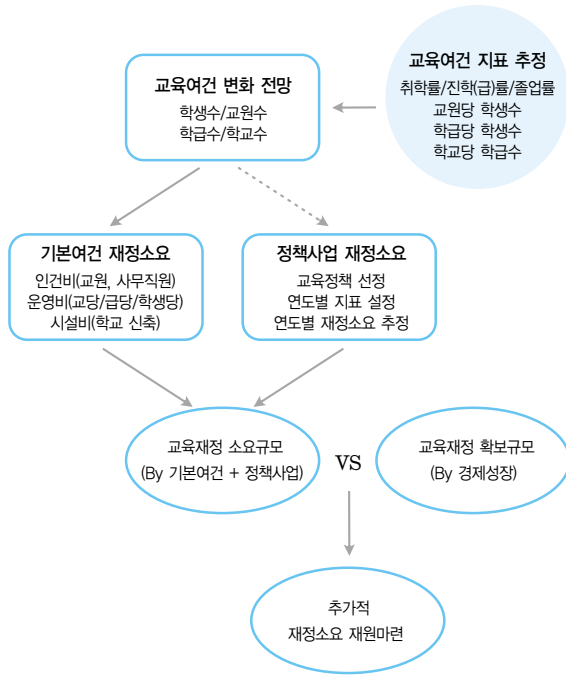 교육여건 지표 추정
취학률/진학(급)률/졸업률
교원당 학생수
학급당 학생수
학교당 학급수
교육여건 변화 전망
학생수/교원수
학급수/학교수
기본여건 재정소요
인건비(교원, 사무직원)
운영비(교당/급당/학생당)
시설비(학교 신축)
정책사업 재정소요
교육정책 선정
연도별 지표 설정
연도별 재정소요 추정
교육재정 소요규모
(By 기본여건 + 정책사업)
VS
교육재정 확보규모
(By 경제성장)
추가적
재정소요 재원마련